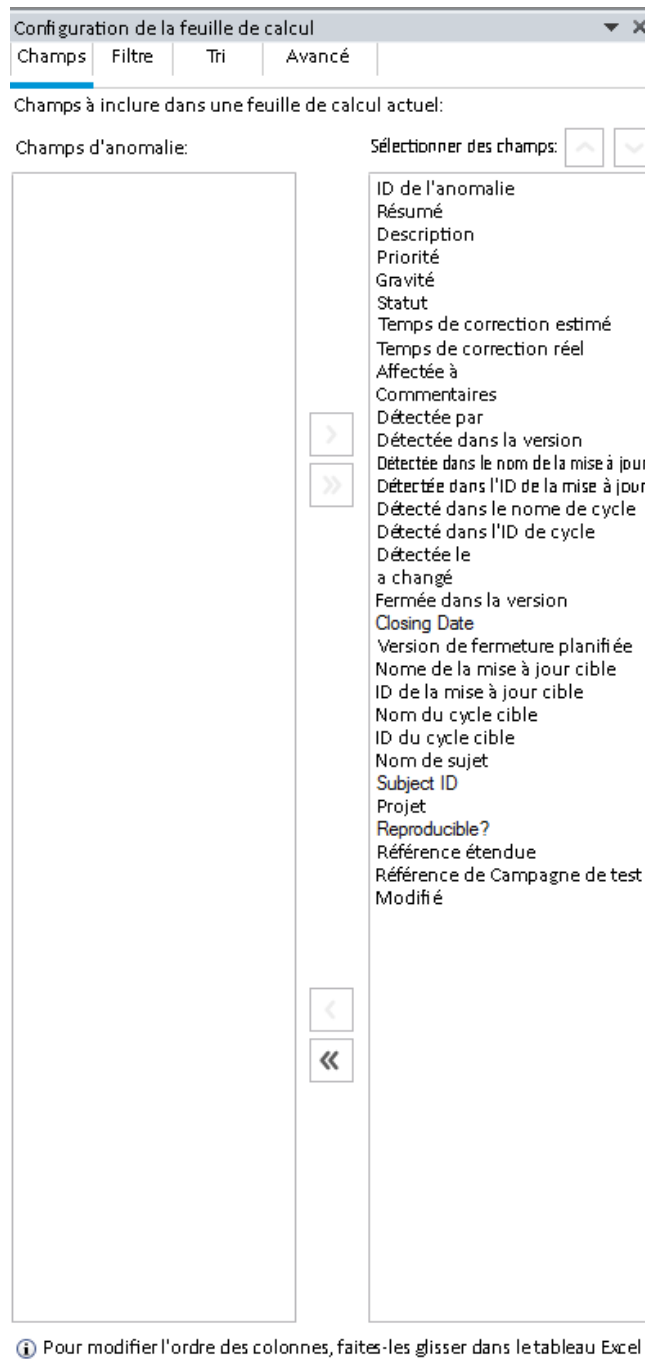 Configuration de la feuille de calcul
Champs Filtre Tri Avancé
Champs à inclure dans une feuille de calcul actuel:
Champs d'anomalie:
Sélectionner des champs:
ID de l'anomalie
Résumé
Description
Priorité
Gravité
Statut
Temps de correction estimé
Temps de correction réel
Affectée à
Commentaires
Détectée par
Détectée dans la version
Détectée dans le nom de la mise à jour
Détectée dans l'ID de la mise à jour
Détecté dans le nome de cycle
Détecté dans l'ID de cycle
Détectée le
a changé
Fermée dans la version
Closing Date
Version de fermeture planifiée
Nome de la mise à jour cible
ID de la mise à jour cible
Nom du cycle cible
ID du cycle cible
Nom de sujet
Subject ID
Projet
Reproducible?
Référence étendue
Référence de Campagne de test
Modifié
Pour modifier l'ordre des colonnes, faites-les glisser dans le tableau Excel